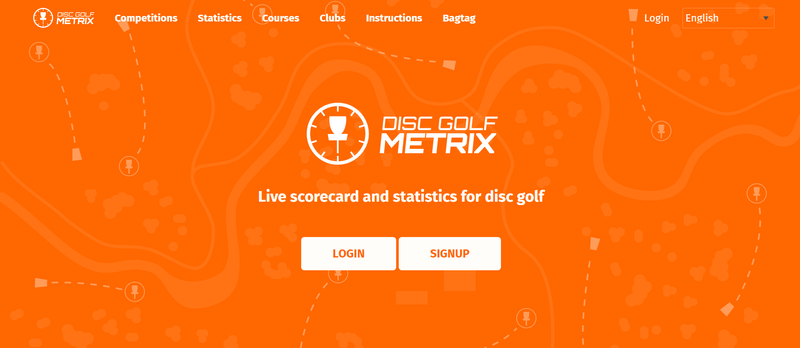 DISC GOLF METRIX Competitions Statistics Courses Clubs Instructions Bagtag Login English
DISC GOLF
METRIX
Live scorecard and statistics for disc golf
LOGIN SIGNUP